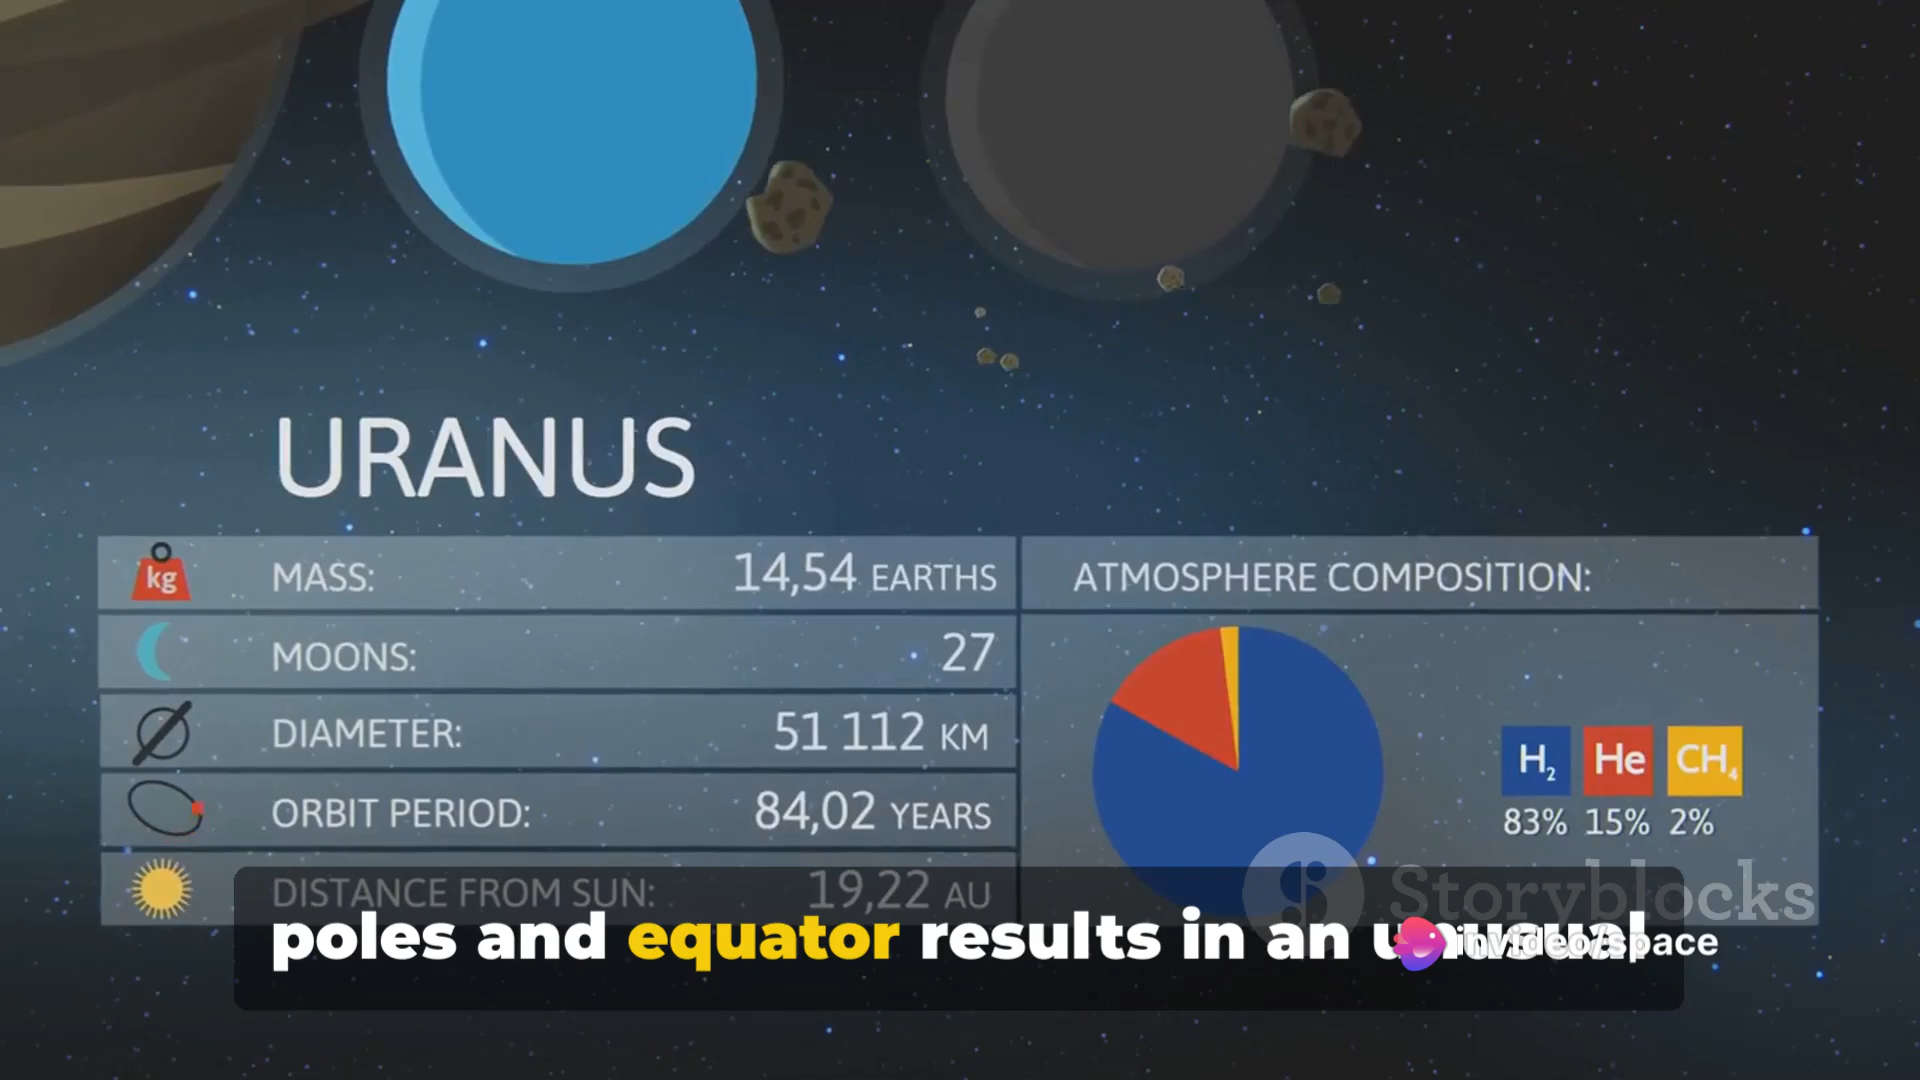 URANUS
kg
MASS: 14,54 EARTHS
MOONS: 27
DIAMETER: 51 112 KM
ORBIT PERIOD: 84,02 YEARS
DISTANCE FROM SUN: 19,22 AU
ATMOSPHERE COMPOSITION:
H₂ He CH₄
83% 15% 2%
Storyblocks
poles and equator results in an unusual
invideo/space